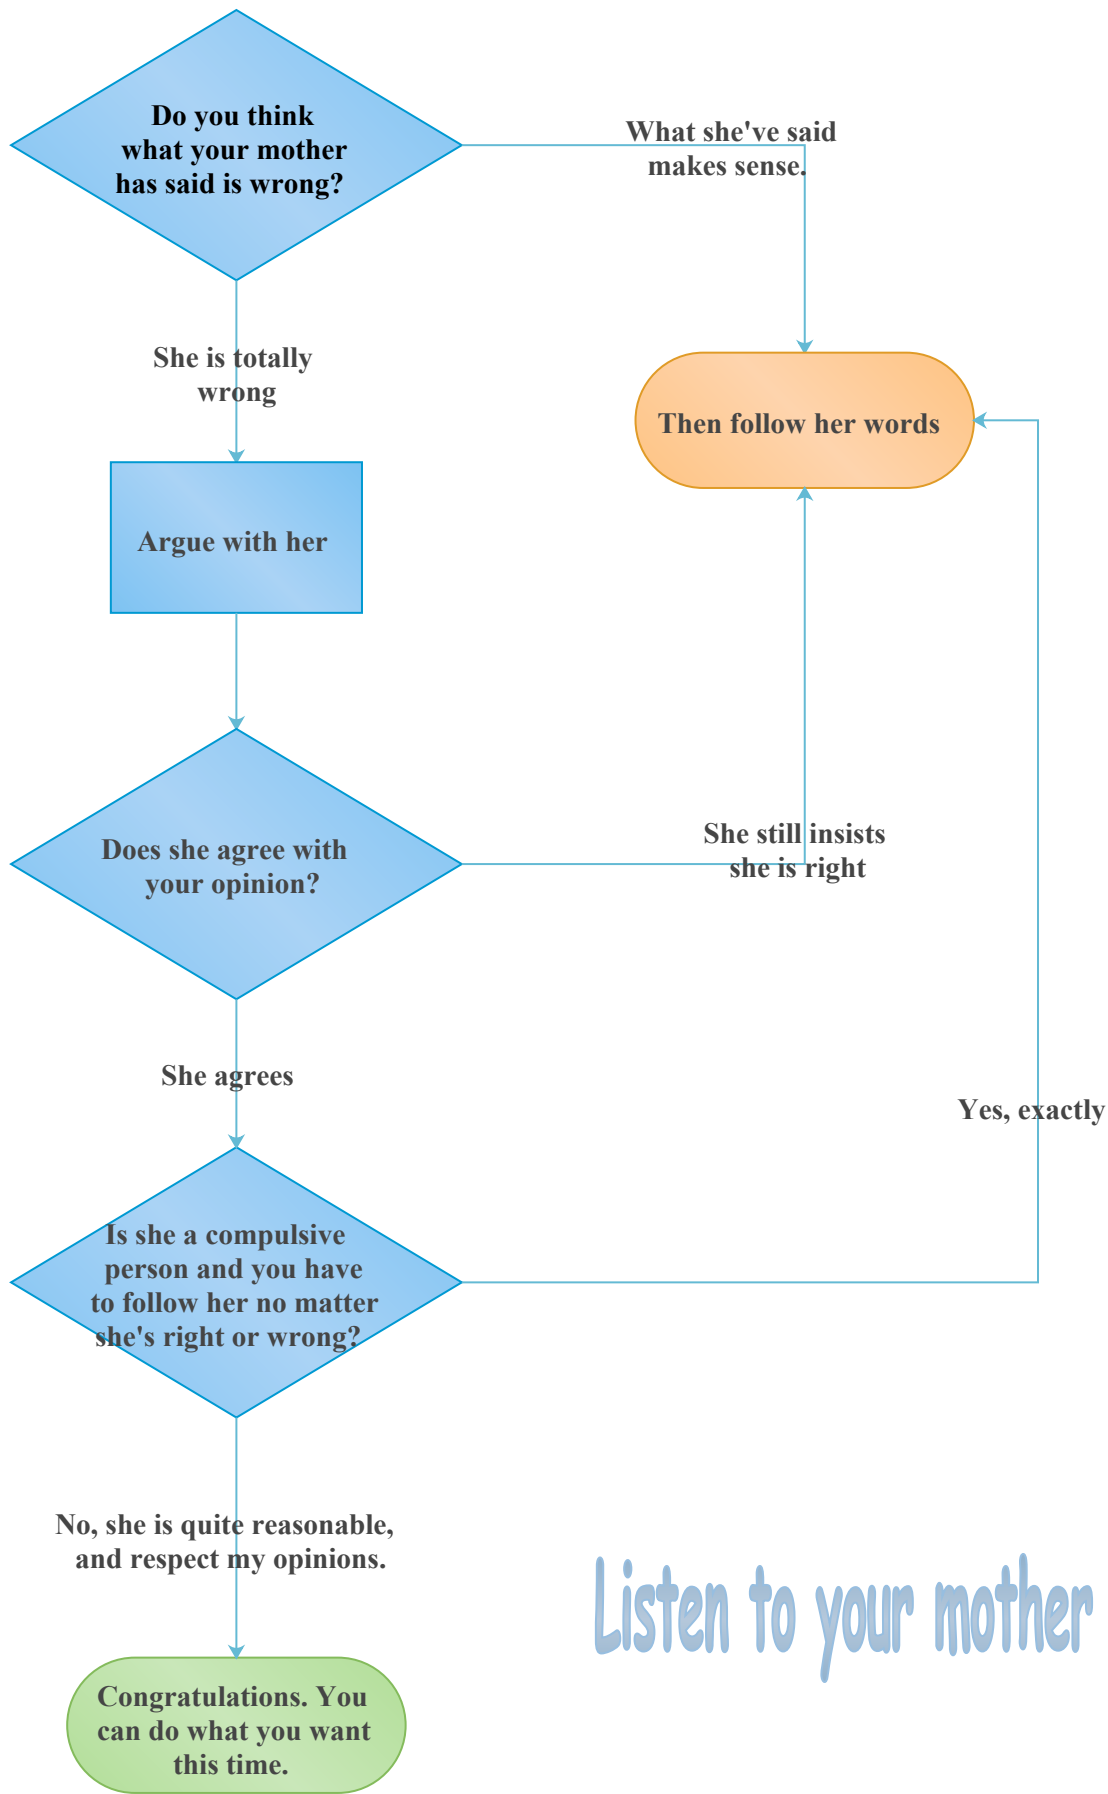 Do you think
what your mother
has said is wrong?
What she've said
makes sense.
She is totally
wrong
Then follow her words
Argue with her
Does she agree with
your opinion?
She still insists
she is right
She agrees
Yes, exactly
Is she a compulsive
person and you have
to follow her no matter
she's right or wrong?
No, she is quite reasonable,
and respect my opinions.
Listen to your mother
Congratulations. You
can do what you want
this time.